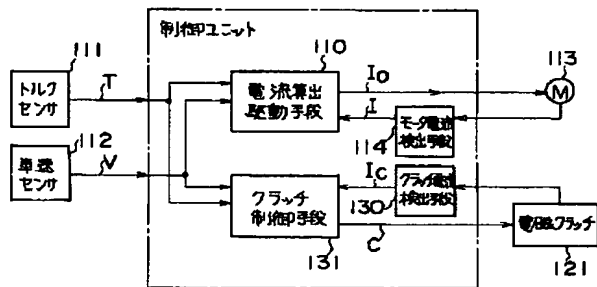 制御ユニット
111
トルク
センサ
T
110
電流算出
駆動手段
I0
I
113
M
114
モータ電流
検出手段
112
車速
センサ
V
クラッチ
制御手段
131
Ic
130
クラッチ電流
検出手段
C
電磁クラッチ
121